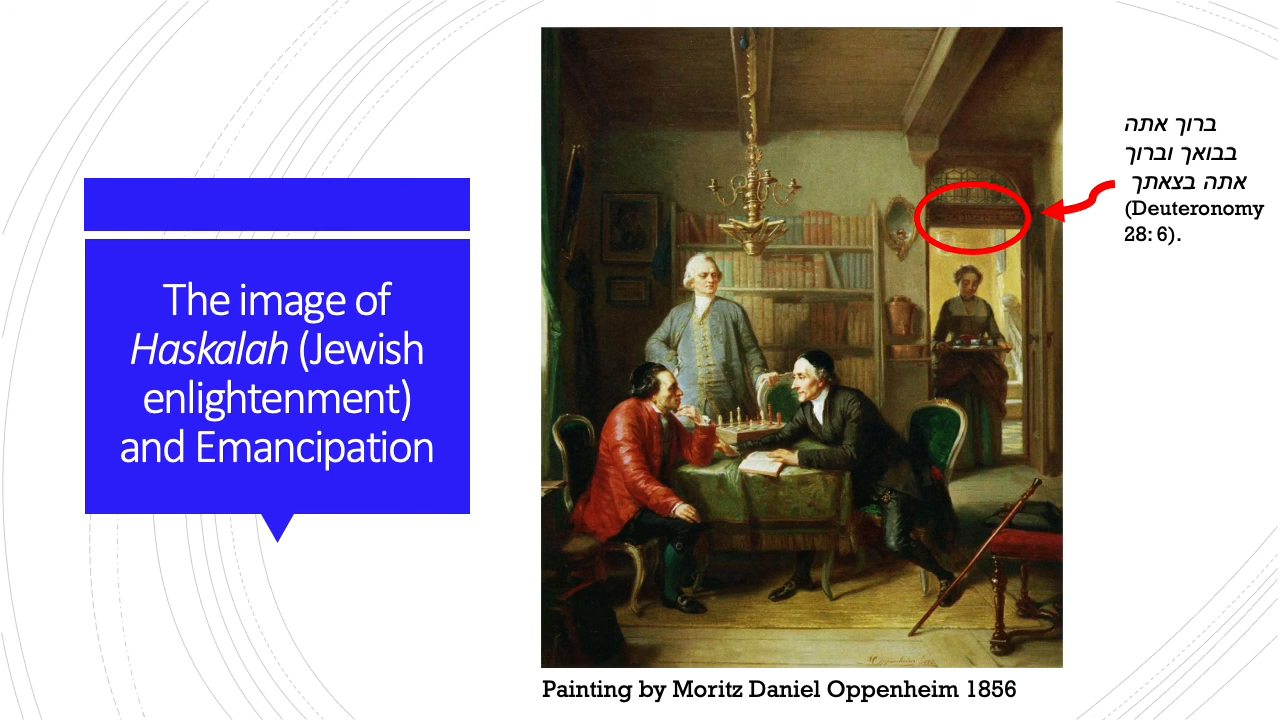 The image of
Haskalah (Jewish
enlightenment)
and Emancipation
ברוך אתה
בבואך וברוך
אתה בצאתך
(Deuteronomy
28: 6).
Painting by Moritz Daniel Oppenheim 1856